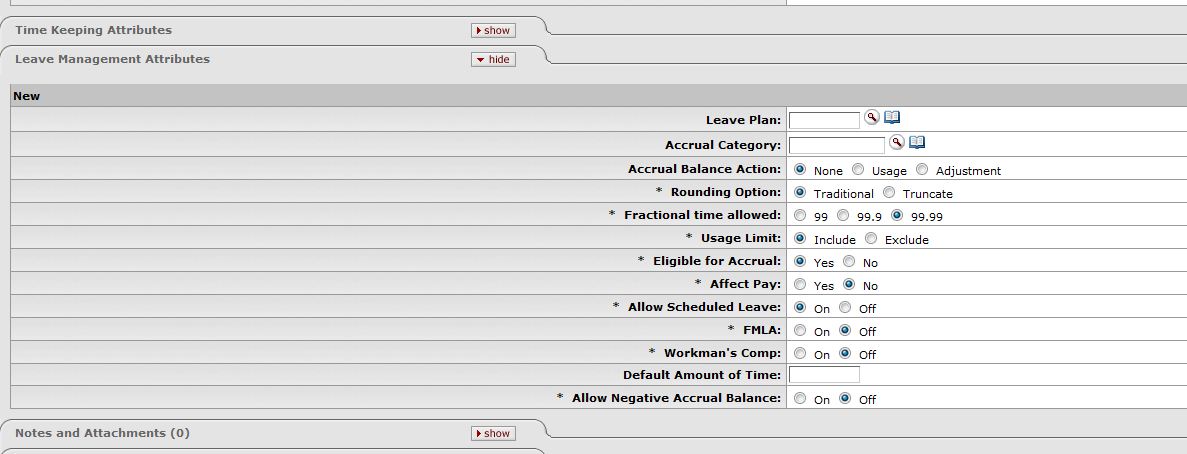 Time Keeping Attributes show
Leave Management Attributes hide
New
Leave Plan:
Accrual Category:
Accrual Balance Action: None Usage Adjustment
* Rounding Option: Traditional Truncate
* Fractional time allowed: 99 99.9 99.99
* Usage Limit: Include Exclude
* Eligible for Accrual: Yes No
* Affect Pay: Yes No
* Allow Scheduled Leave: On Off
* FMLA: On Off
* Workman's Comp: On Off
Default Amount of Time:
* Allow Negative Accrual Balance: On Off
Notes and Attachments (0) show